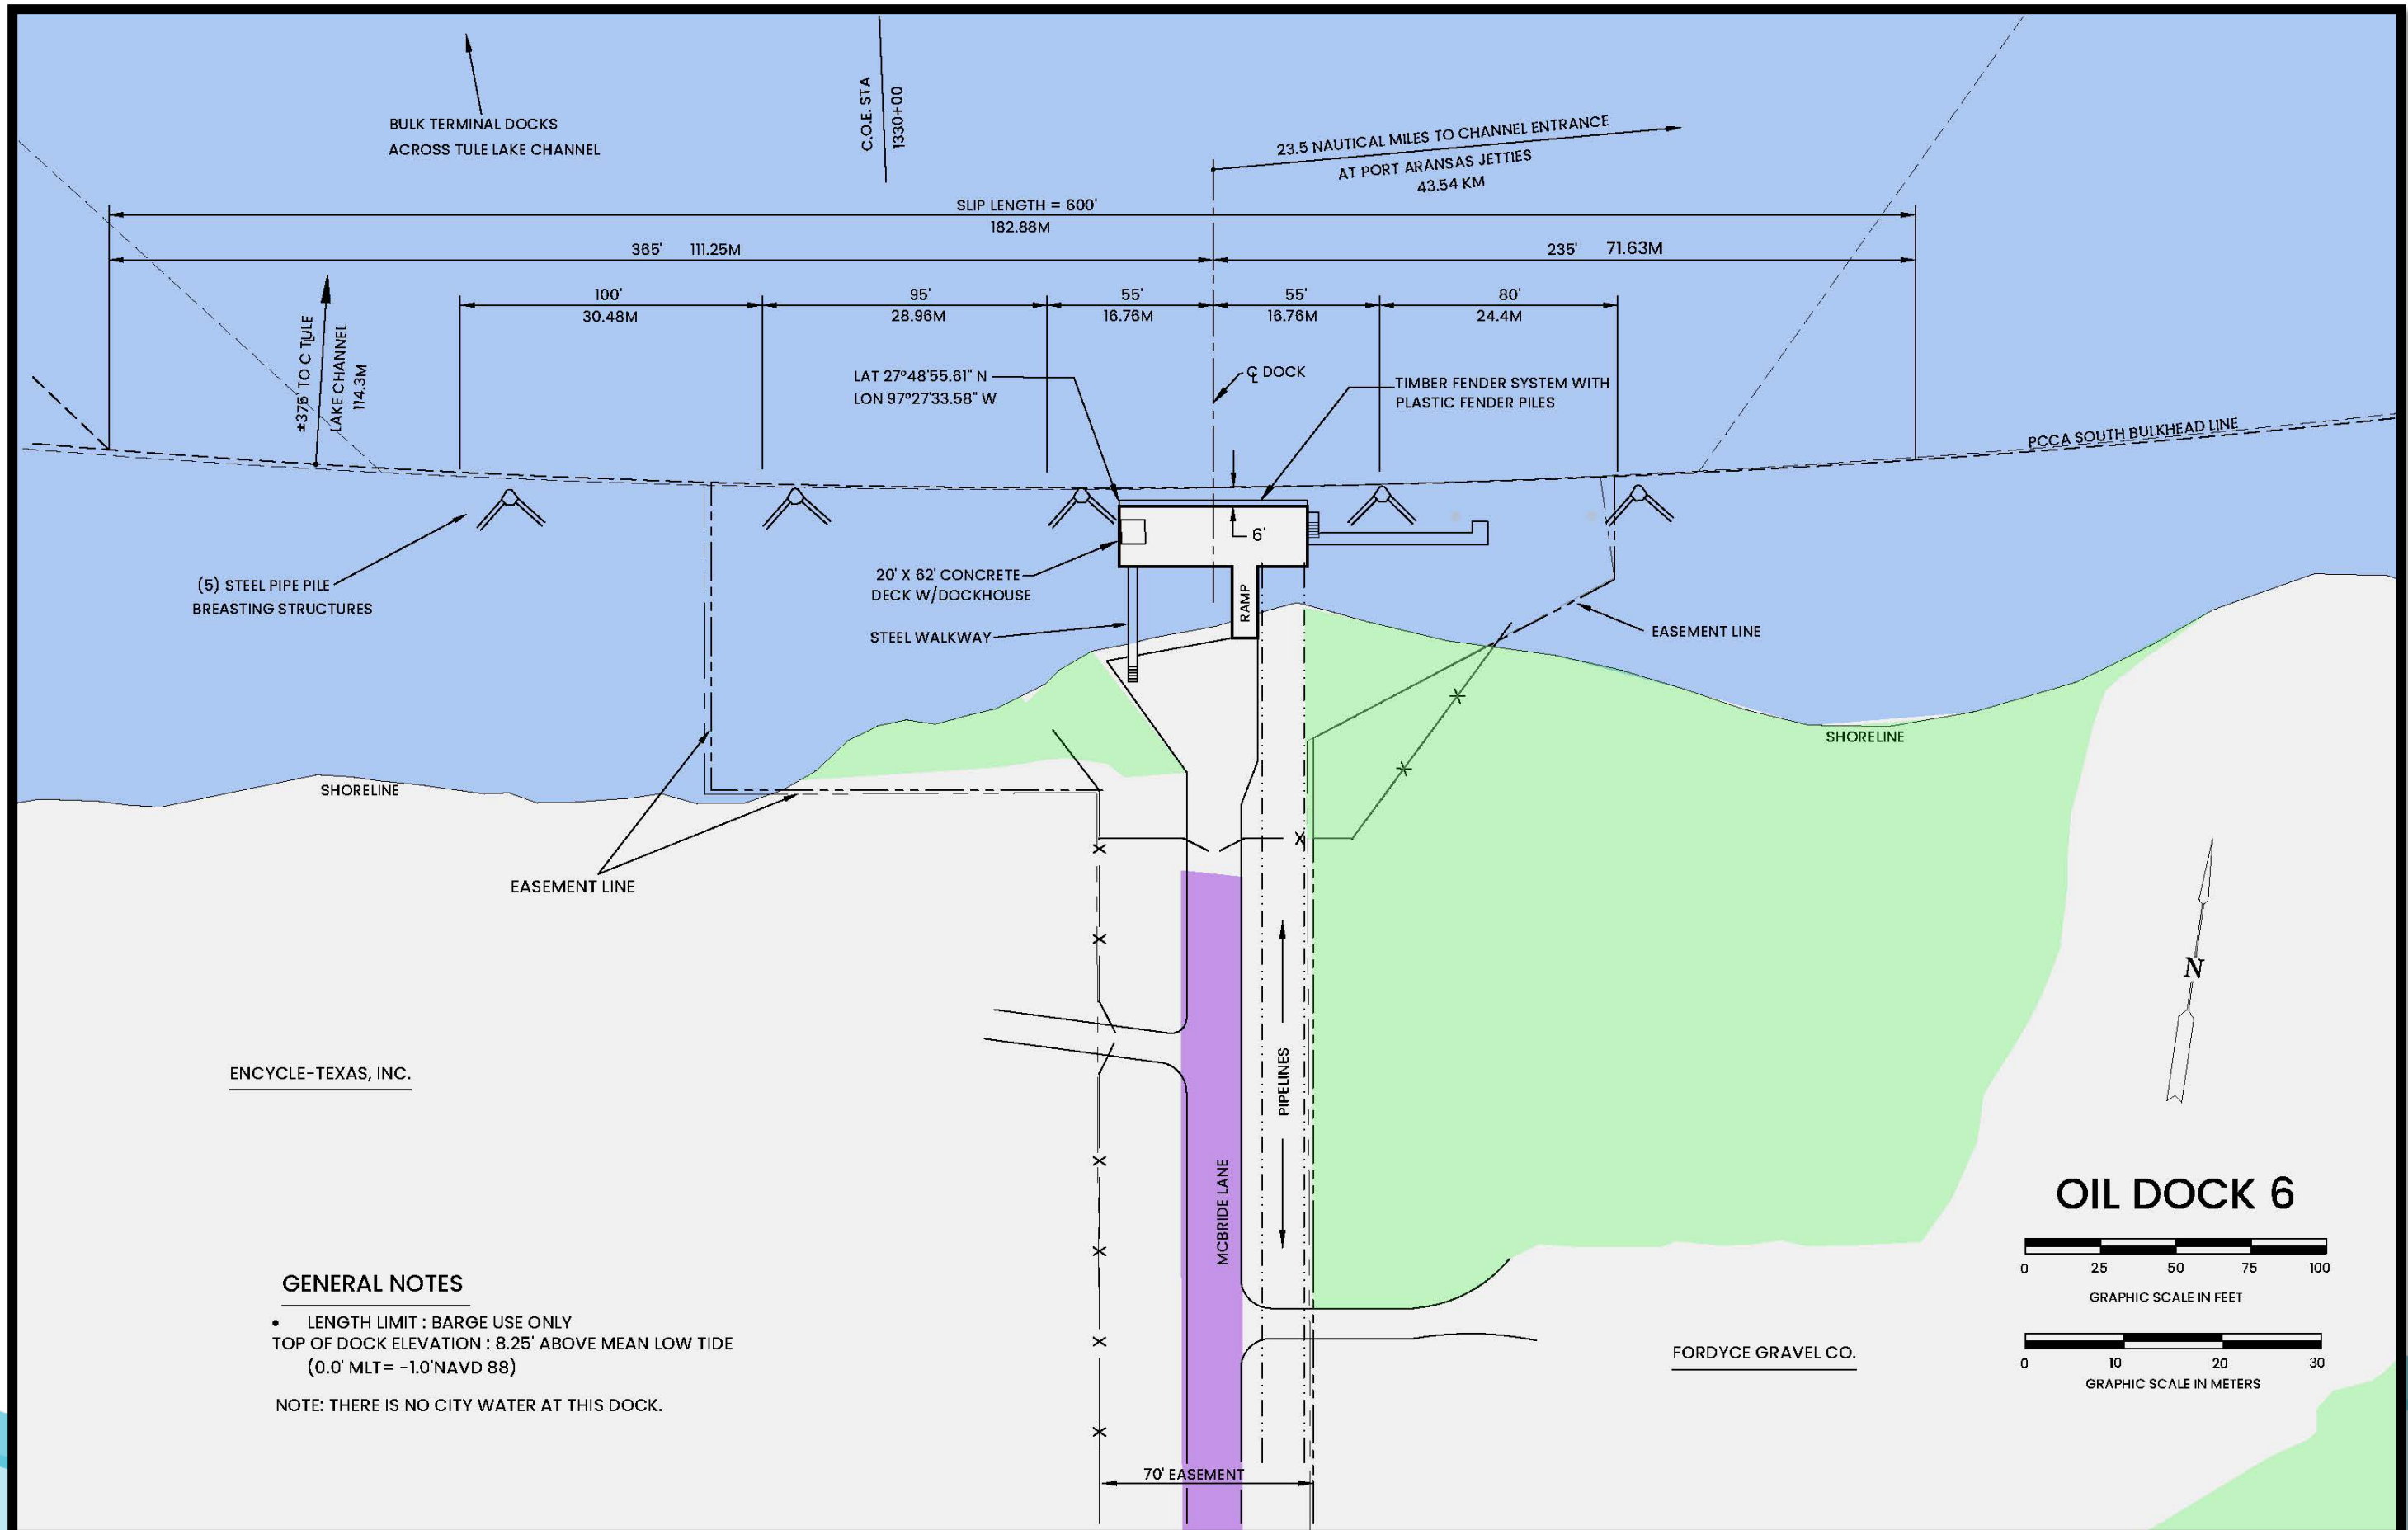 BULK TERMINAL DOCKS
ACROSS TULE LAKE CHANNEL
C.O.E. STA
1330+00
23.5 NAUTICAL MILES TO CHANNEL ENTRANCE
AT PORT ARANSAS JETTIES
43.54 KM
SLIP LENGTH = 600'
182.88M
365' 111.25M
235' 71.63M
100'
30.48M
95'
28.96M
55'
16.76M
55'
16.76M
80'
24.4M
±375' TO C TULE
LAKE CHANNEL
114.3M
LAT 27º48'55.61" N
LON 97º27'33.58" W
℄ DOCK
TIMBER FENDER SYSTEM WITH
PLASTIC FENDER PILES
PCCA SOUTH BULKHEAD LINE
6'
(5) STEEL PIPE PILE
BREASTING STRUCTURES
20' X 62' CONCRETE
DECK W/DOCKHOUSE
RAMP
STEEL WALKWAY
EASEMENT LINE
SHORELINE
SHORELINE
EASEMENT LINE
N
ENCYCLE-TEXAS, INC.
PIPELINES
MCBRIDE LANE
OIL DOCK 6
0 25 50 75 100
GRAPHIC SCALE IN FEET
0 10 20 30
GRAPHIC SCALE IN METERS
FORDYCE GRAVEL CO.
GENERAL NOTES
• LENGTH LIMIT : BARGE USE ONLY
TOP OF DOCK ELEVATION : 8.25' ABOVE MEAN LOW TIDE
(0.0' MLT= -1.0'NAVD 88)
NOTE: THERE IS NO CITY WATER AT THIS DOCK.
70' EASEMENT